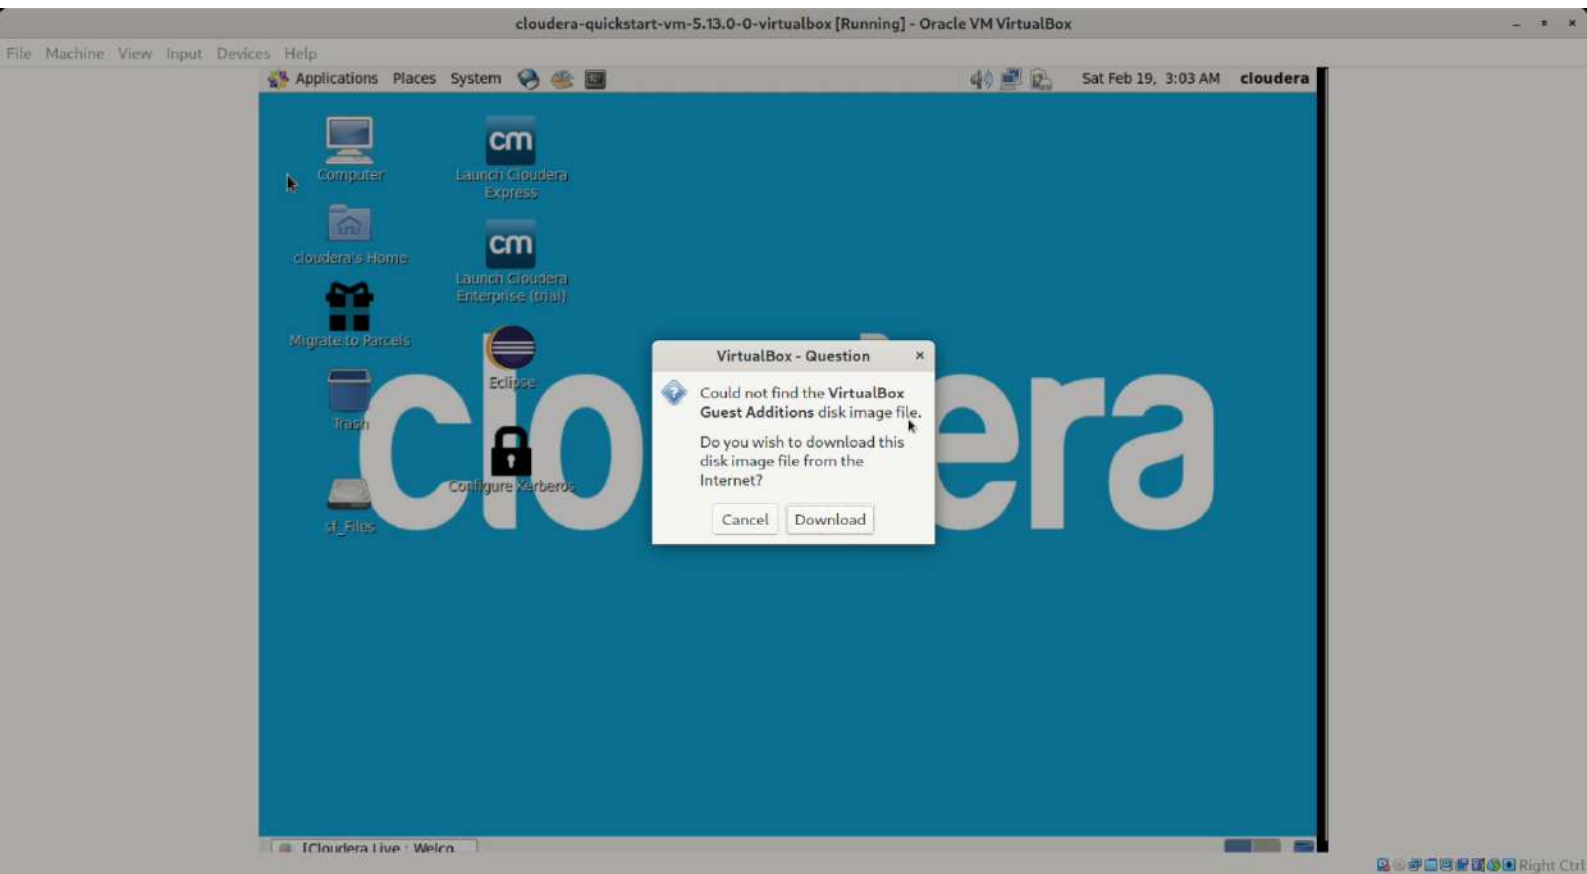 cloudera-quickstart-vm-5.13.0-0-virtualbox [Running] - Oracle VM VirtualBox
File Machine View Input Devices Help
Applications Places System Sat Feb 19, 3:03 AM cloudera
Computer
cm
Launch Cloudera
Express
cloudera's Home
cm
Launch Cloudera
Enterprise (trial)
Migrate to Parcels
Eclipse
Trash
Configure Kerberos
sf_Files
cloudera
VirtualBox - Question
Could not find the VirtualBox
Guest Additions disk image file.
Do you wish to download this
disk image file from the
Internet?
Cancel Download
[Cloudera Live : Welco...
Right Ctrl